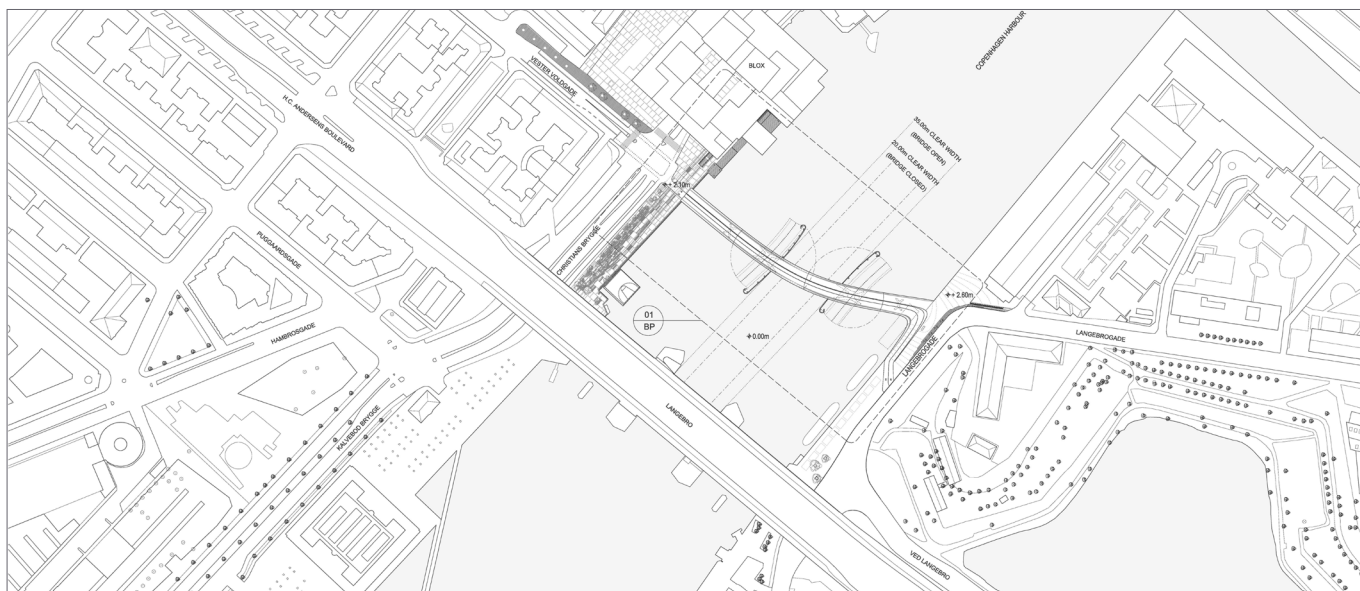 BLOX
COPENHAGEN HARBOUR
VESTER VOLDGADE
H.C. ANDERSENS BOULEVARD
35.00m CLEAR WIDTH
(BRIDGE OPEN)
20.00m CLEAR WIDTH
(BRIDGE CLOSED)
+ 2.10m
PUGGAARDSGADE
CHRISTIANS BRYGGE
+ 2.60m
01
BP
0.00m
HAMBROSGADE
LANGEBROGADE
LANGEBROGADE
KALVEBOD BRYGGE
LANGEBRO
VED LANGEBRO